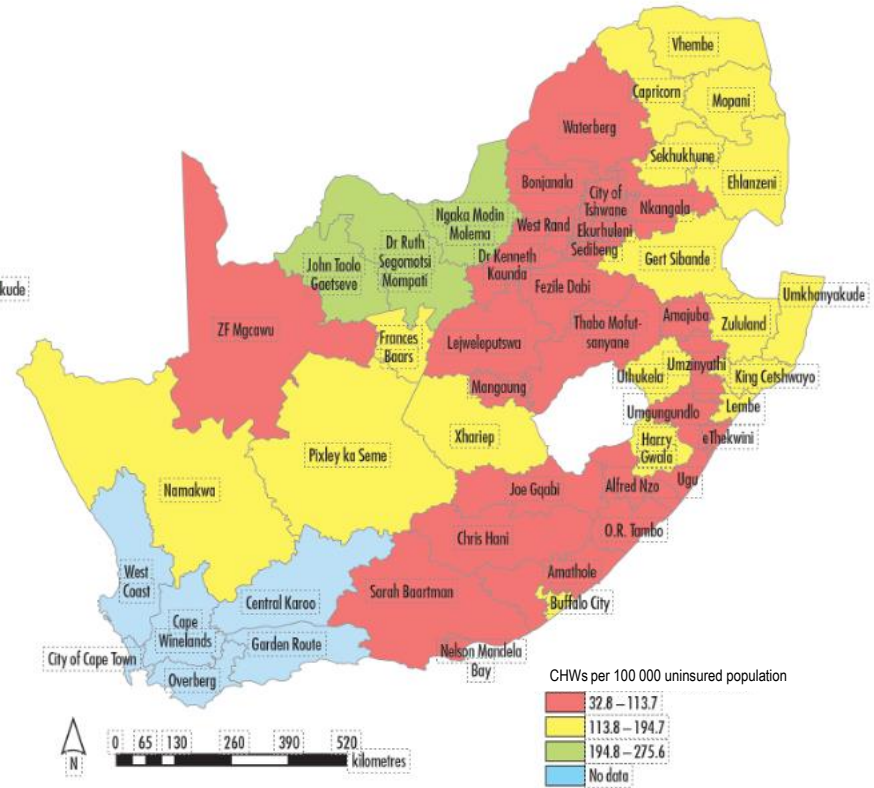 Vhembe
Capricorn
Mopani
Waterberg
Sekhukhune
Ehlanzeni
Bonjanala
City of
Tshwane
Nkangala
Ngaka Modin
Molema
West Rand
Ekurhuleni
Sedibeng
Dr Ruth
Segomotsi
Mompati
Dr Kenneth
Kaunda
Gert Sibande
John Taolo
Gaetseve
Fezile Dabi
kude
Umkhanyakude
ZF Mgcawu
Frances
Baars
Lejweleputswa
Thabo Mofut-
sanyane
Amajuba
Zululand
Mangaung
Uthukela
Umzinyathi
King Cetshwayo
Umgungundlo
Lembe
Xhariep
Harry
Gwala
eThekwini
Pixley ka Seme
Namakwa
Joe Gqabi
Alfred Nzo
Ugu
Chris Hani
O.R. Tambo
West
Coast
Amathole
Sarah Baartman
Central Karoo
Buffalo City
Cape
Winelands
Garden Route
City of Cape Town
Nelson Mandela
Bay
Overberg
CHWs per 100 000 uninsured population
32.8 – 113.7
113.8 – 194.7
194.8 – 275.6
No data
N
0 65 130 260 390 520
kilometres